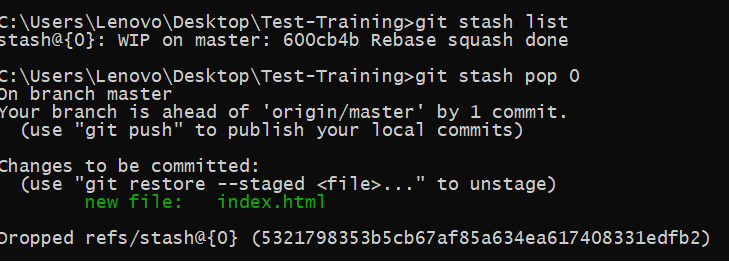 C:\Users\Lenovo\Desktop\Test-Training>git stash list
stash@{0}: WIP on master: 600cb4b Rebase squash done
C:\Users\Lenovo\Desktop\Test-Training>git stash pop 0
On branch master
Your branch is ahead of 'origin/master' by 1 commit.
(use "git push" to publish your local commits)
Changes to be committed:
(use "git restore --staged <file>..." to unstage)
new file: index.html
Dropped refs/stash@{0} (5321798353b5cb67af85a634ea617408331edfb2)